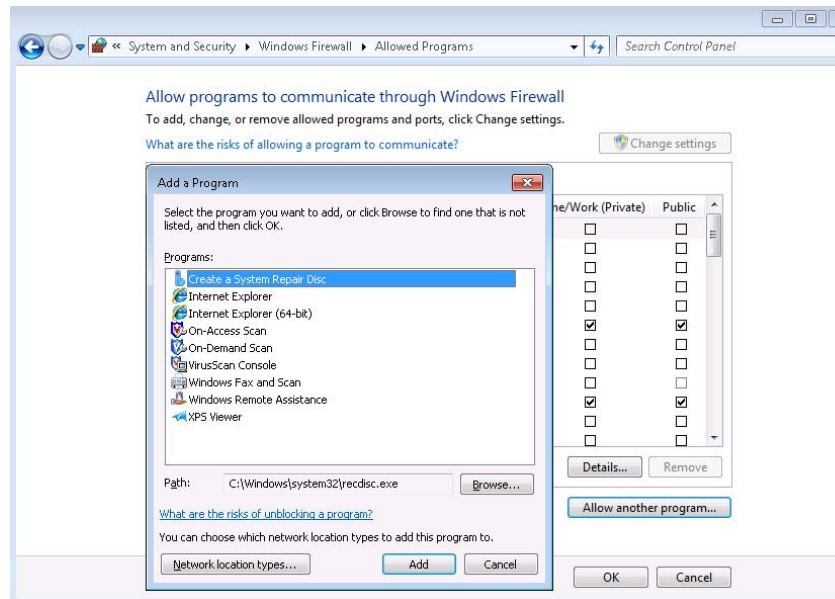 « System and Security ▸ Windows Firewall ▸ Allowed Programs
Search Control Panel
Allow programs to communicate through Windows Firewall
To add, change, or remove allowed programs and ports, click Change settings.
What are the risks of allowing a program to communicate?
Change settings
Add a Program
Select the program you want to add, or click Browse to find one that is not
listed, and then click OK.
Programs:
Create a System Repair Disc
Internet Explorer
Internet Explorer (64-bit)
On-Access Scan
On-Demand Scan
VirusScan Console
Windows Fax and Scan
Windows Remote Assistance
XPS Viewer
Path: C:\Windows\system32\recdisc.exe Browse...
What are the risks of unblocking a program?
You can choose which network location types to add this program to.
Network location types... Add Cancel
me/Work (Private) Public
Details... Remove
Allow another program...
OK Cancel